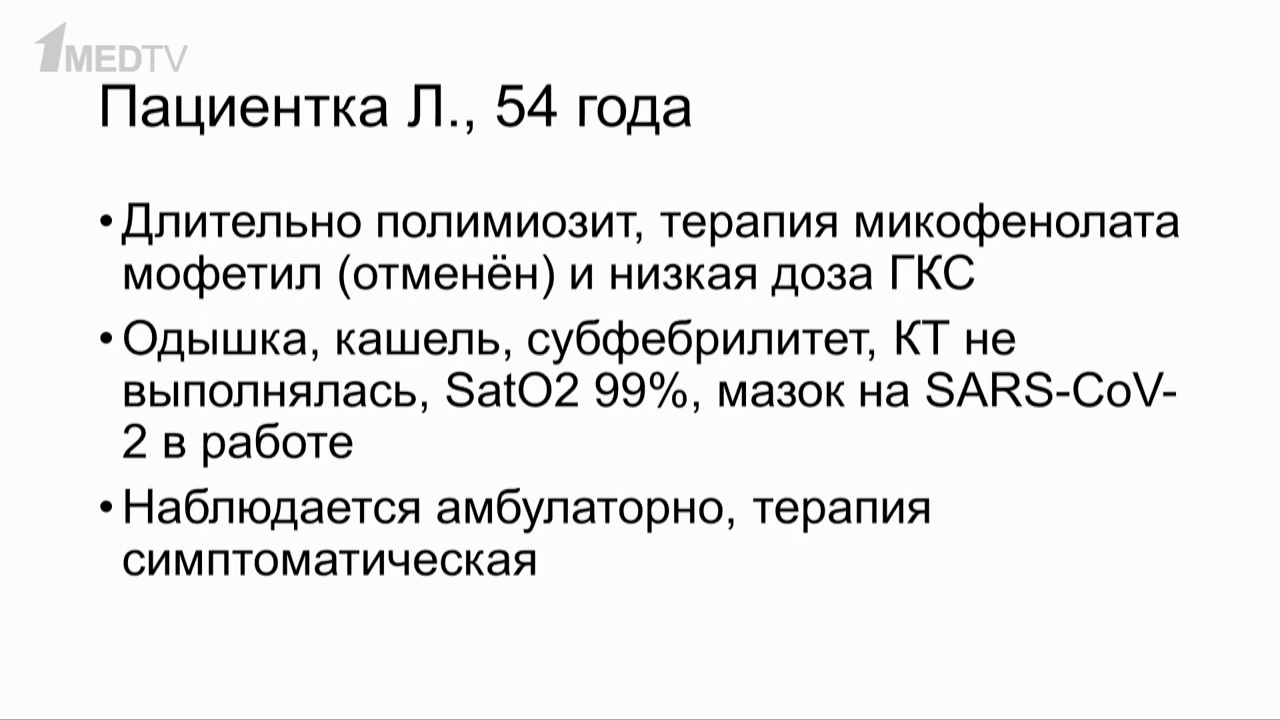 1MEDTV
Пациентка Л., 54 года
•Длительно полимиозит, терапия микофенолата
мофетил (отменён) и низкая доза ГКС
•Одышка, кашель, субфебрилитет, КТ не
выполнялась, SatO2 99%, мазок на SARS-CoV-
2 в работе
•Наблюдается амбулаторно, терапия
симптоматическая